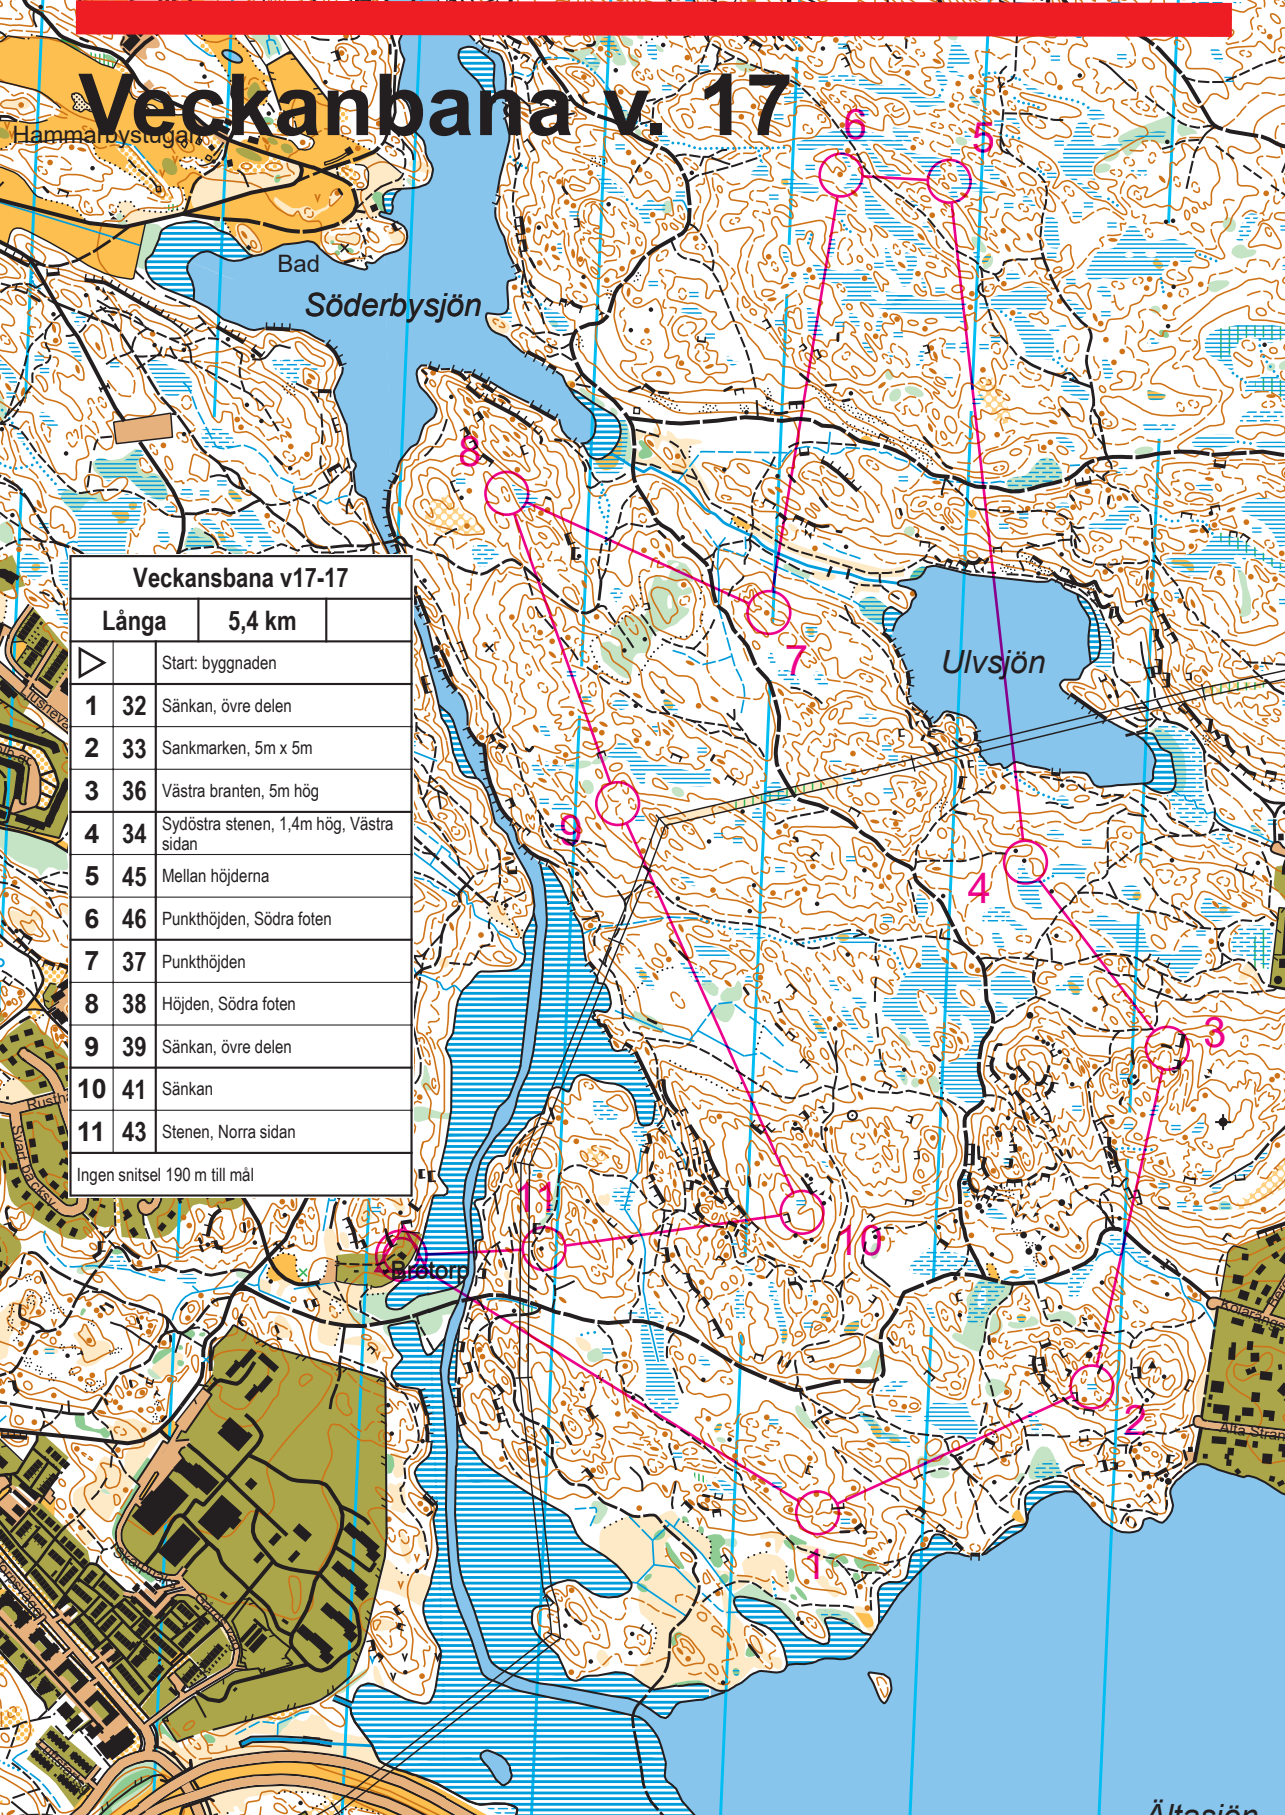 Veckanbana v. 17
Hammarbystugan
Bad
Söderbysjön
6
5
8
7
Ulvsjön
9
4
3
Veckansbana v17-17
Långa 5,4 km
Start: byggnaden
1 32 Sänkan, övre delen
2 33 Sankmarken, 5m x 5m
3 36 Västra branten, 5m hög
4 34 Sydöstra stenen, 1,4m hög, Västra
sidan
5 45 Mellan höjderna
6 46 Punkthöjden, Södra foten
7 37 Punkthöjden
8 38 Höjden, Södra foten
9 39 Sänkan, övre delen
10 41 Sänkan
11 43 Stenen, Norra sidan
Ingen snitsel 190 m till mål
11
10
Brotorp
2
1
Älta Stran
Ältasjön